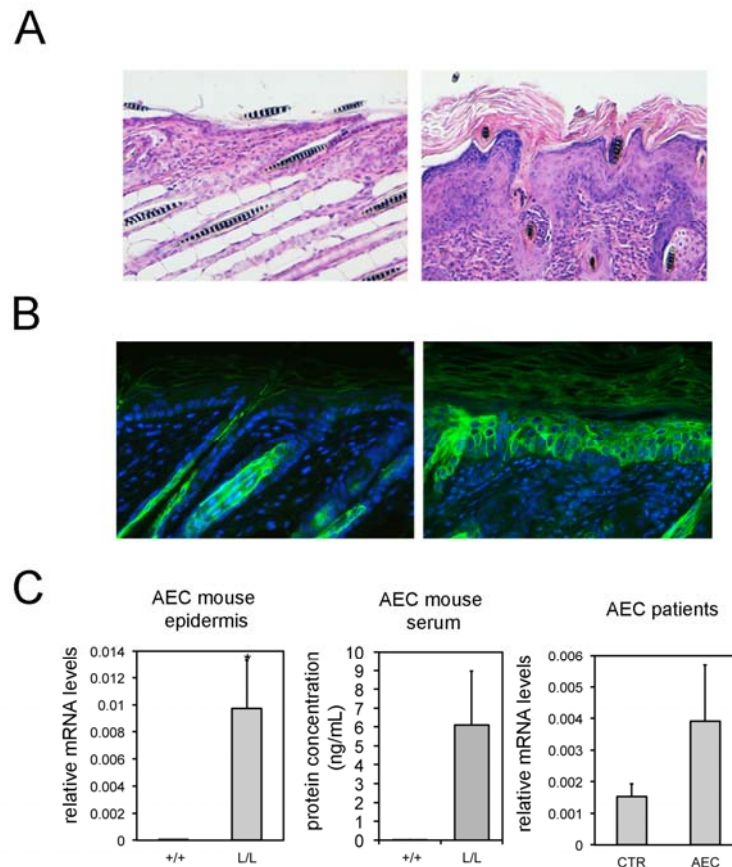 A
B
C
AEC mouse
epidermis
relative mRNA levels
0.014
0.012
0.01
0.008
0.006
0.004
0.002
0
*
+/+
L/L
AEC mouse
serum
protein concentration
(ng/mL)
10
9
8
7
6
5
4
3
2
1
0
+/+
L/L
AEC patients
relative mRNA levels
0.006
0.005
0.004
0.003
0.002
0.001
0
CTR
AEC